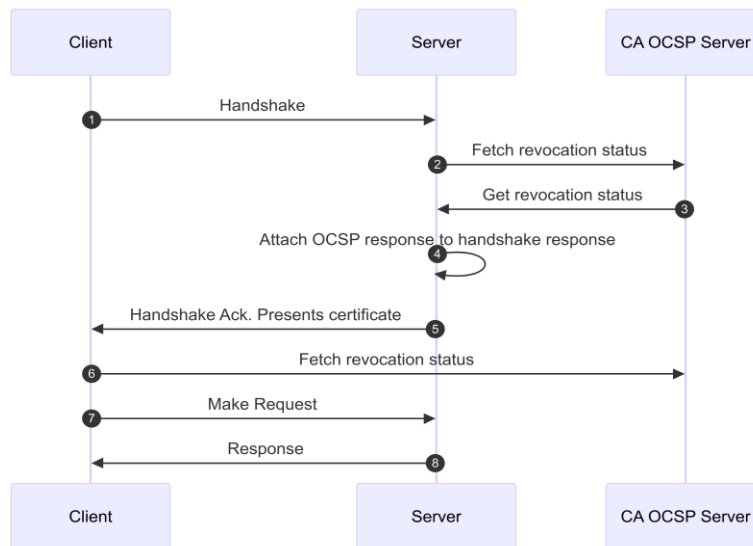 Client
Server
CA OCSP Server
1
Handshake
Fetch revocation status
2
Get revocation status
3
Attach OCSP response to handshake response
4
Handshake Ack. Presents certificate
5
Fetch revocation status
6
Make Request
7
Response
8
Client
Server
CA OCSP Server